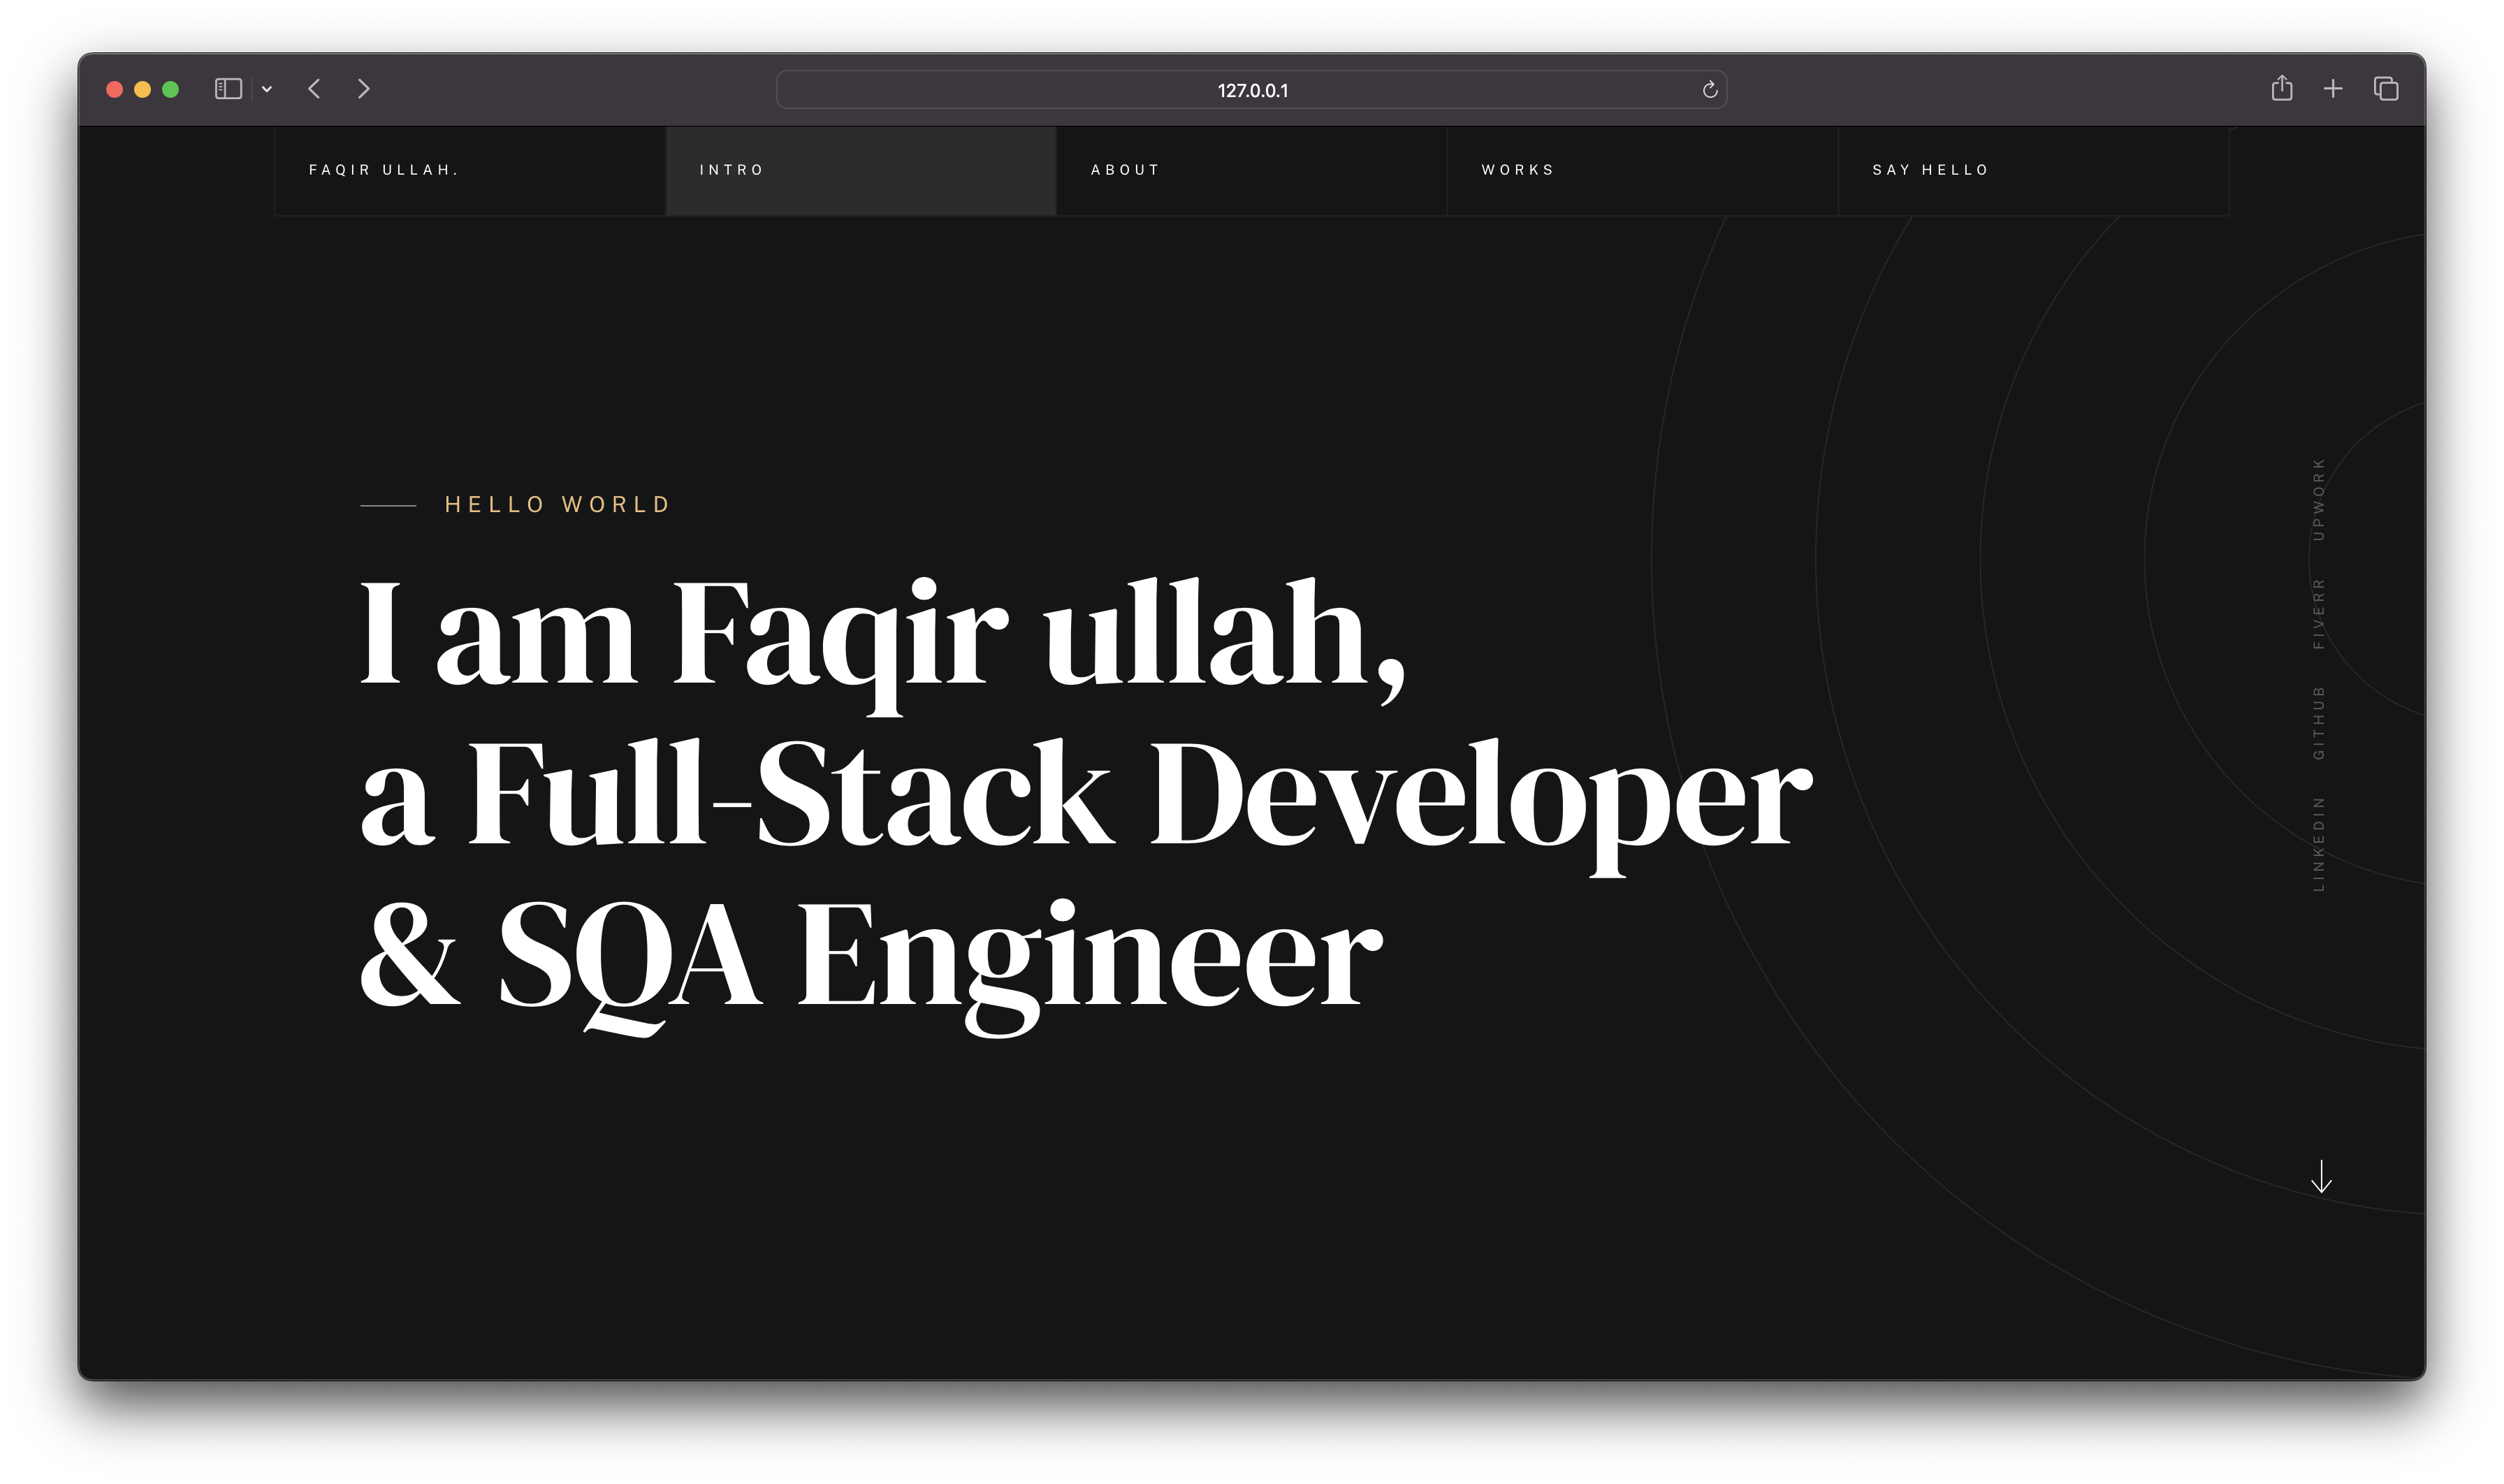 127.0.0.1
FAQIR ULLAH.
INTRO
ABOUT
WORKS
SAY HELLO
HELLO WORLD
I am Faqir ullah,
a Full-Stack Developer
& SQA Engineer
LINKEDIN GITHUB FIVERR UPWORK